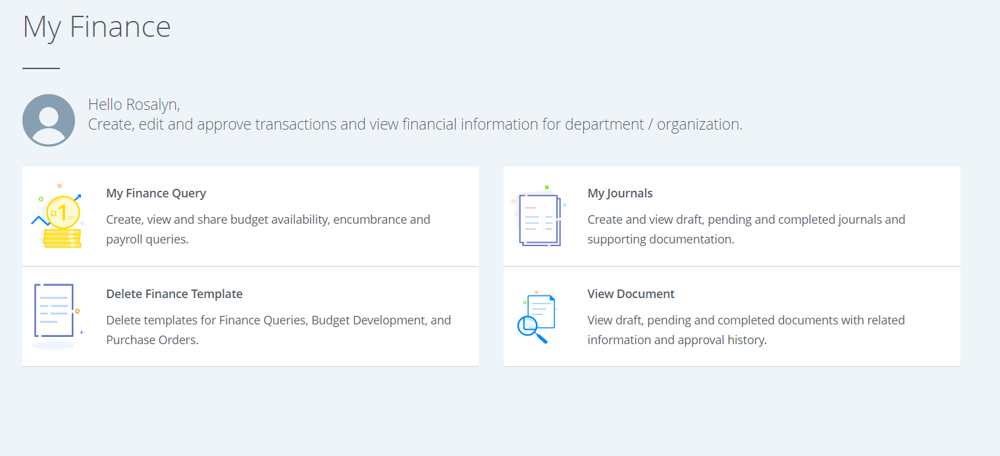 My Finance
Hello Rosalyn,
Create, edit and approve transactions and view financial information for department / organization.
1
My Finance Query
Create, view and share budget availability, encumbrance and
payroll queries.
My Journals
Create and view draft, pending and completed journals and
supporting documentation.
Delete Finance Template
Delete templates for Finance Queries, Budget Development, and
Purchase Orders.
View Document
View draft, pending and completed documents with related
information and approval history.